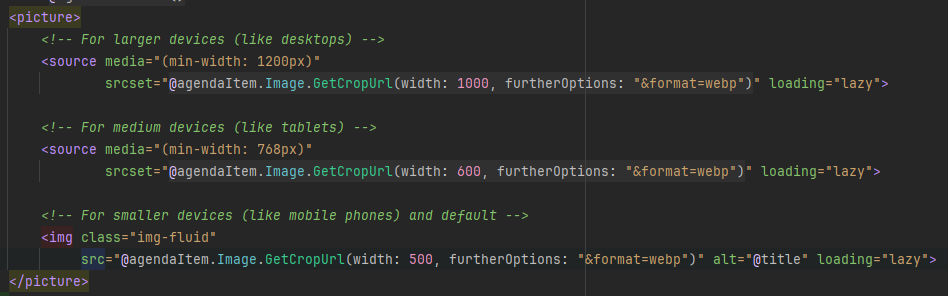 <picture>
<!-- For larger devices (like desktops) -->
<source media="(min-width: 1200px)"
srcset="@agendaItem.Image.GetCropUrl(width: 1000, furtherOptions: "&format=webp")" loading="lazy">
<!-- For medium devices (like tablets) -->
<source media="(min-width: 768px)"
srcset="@agendaItem.Image.GetCropUrl(width: 600, furtherOptions: "&format=webp")" loading="lazy">
<!-- For smaller devices (like mobile phones) and default -->
<img class="img-fluid"
src="@agendaItem.Image.GetCropUrl(width: 500, furtherOptions: "&format=webp")" alt="@title" loading="lazy">
</picture>